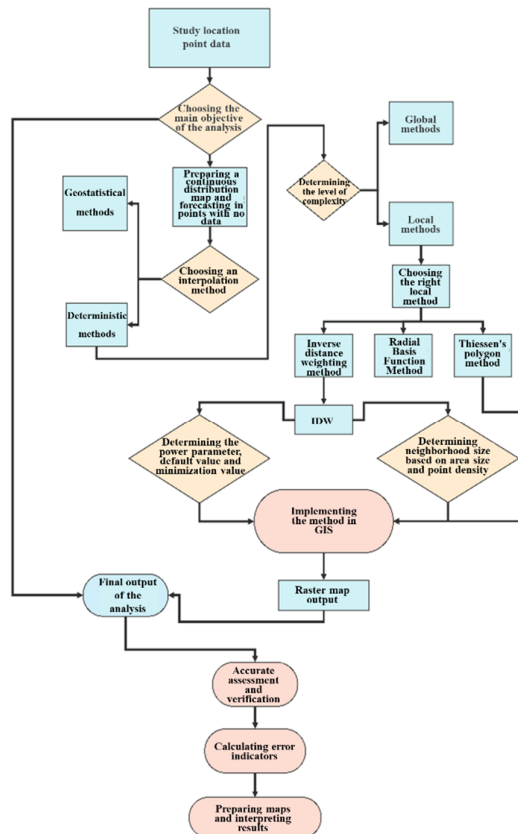 Study location
point data
Choosing the
main objective
of the analysis
Global
methods
Preparing a
continuous
distribution
map and
forecasting in
points with no
data
Geostatistical
methods
Determining
the level of
complexity
Local
methods
Choosing an
interpolation
method
Choosing the
right local
method
Deterministic
methods
Inverse
distance
weighting
method
Radial
Basis
Function
Method
Thiessen's
polygon
method
IDW
Determining the
power parameter,
default value and
minimization value
Determining
neighborhood size
based on area size
and point density
Implementing
the method in
GIS
Final output
of the
analysis
Raster map
output
Accurate
assessment
and
verification
Calculating error
indicators
Preparing maps
and interpreting
results